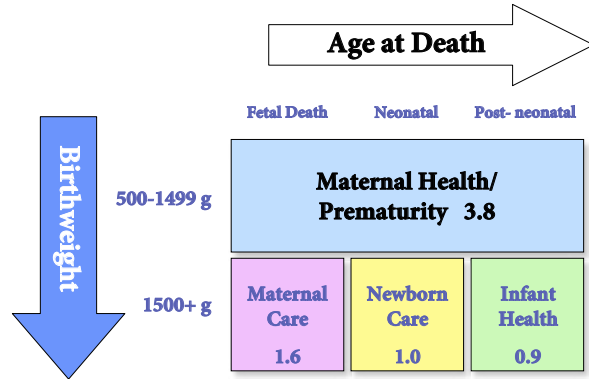 Age at Death
Fetal Death Neonatal Post- neonatal
Birthweight
500-1499 g
Maternal Health/
Prematurity 3.8
1500+ g
Maternal
Care
1.6
Newborn
Care
1.0
Infant
Health
0.9